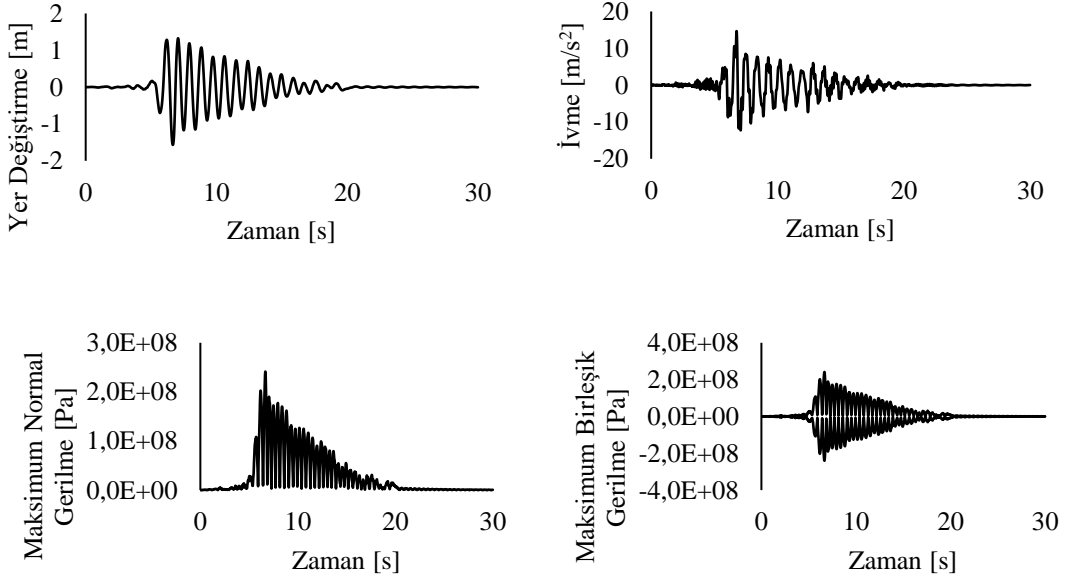 Yer Değiştirme [m]
2
1
0
-1
-2
0 10 20 30
Zaman [s]
İvme [m/s²]
20
10
0
-10
-20
0 10 20 30
Zaman [s]
Maksimum Normal
Gerilme [Pa]
3,0E+08
2,0E+08
1,0E+08
0,0E+00
0 10 20 30
Zaman [s]
Maksimum Birleşik
Gerilme [Pa]
4,0E+08
2,0E+08
0,0E+00
-2,0E+08
-4,0E+08
0 10 20 30
Zaman [s]